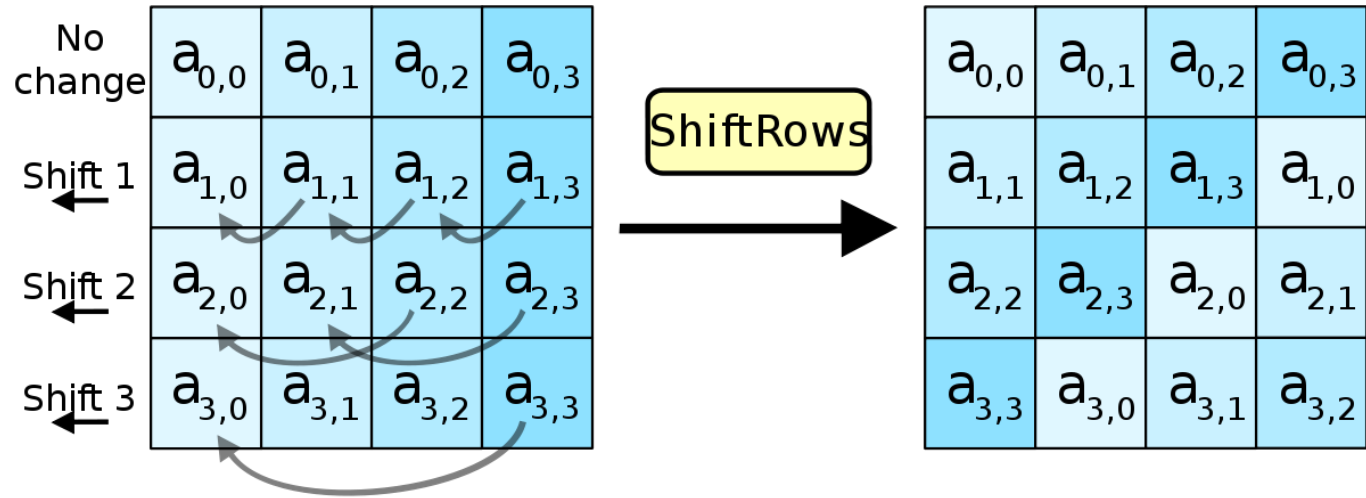 No change a0,0 a0,1 a0,2 a0,3 a0,0 a0,1 a0,2 a0,3
ShiftRows
Shift 1 a1,0 a1,1 a1,2 a1,3 a1,1 a1,2 a1,3 a1,0
Shift 2 a2,0 a2,1 a2,2 a2,3 a2,2 a2,3 a2,0 a2,1
Shift 3 a3,0 a3,1 a3,2 a3,3 a3,3 a3,0 a3,1 a3,2